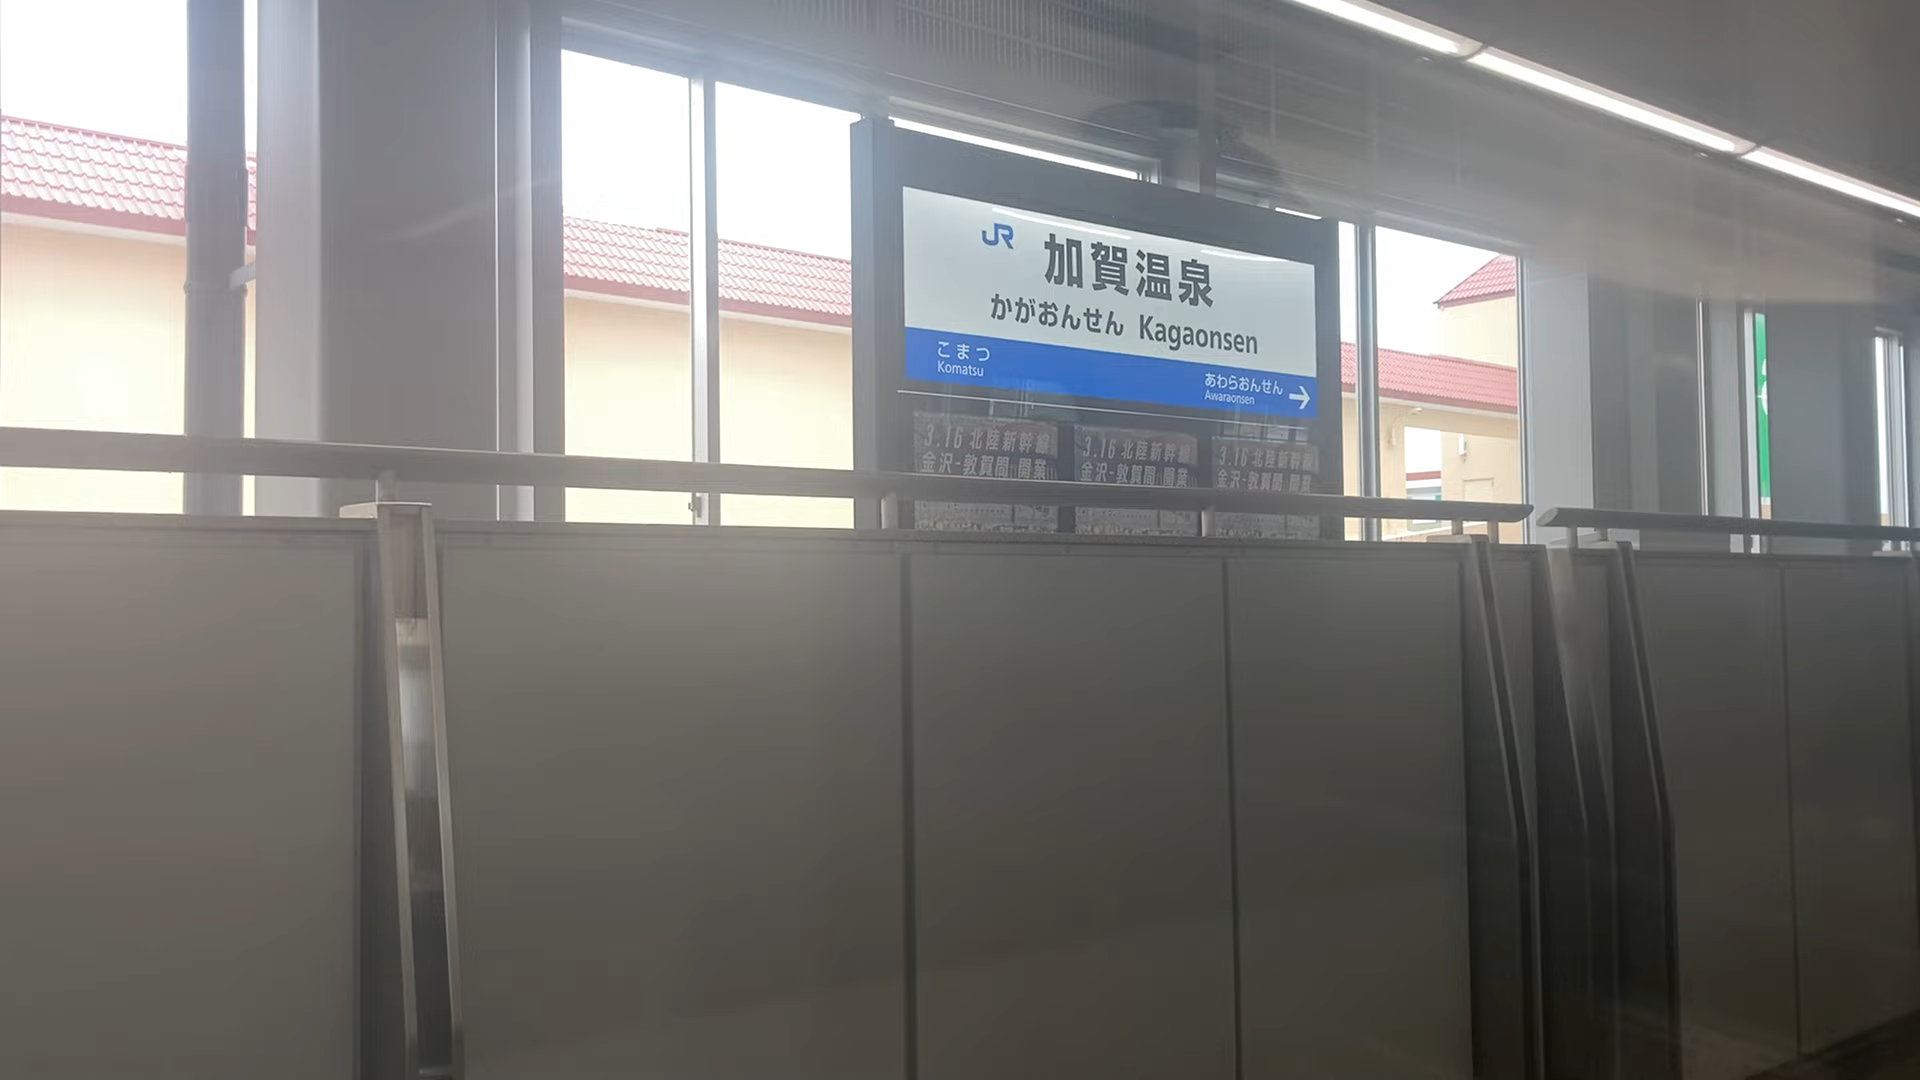 JR 加賀温泉
かがおんせん Kagaonsen
こまつ
Komatsu
あわらおんせん
Awaraonsen
3.16 北陸新幹線
金沢-敦賀間 開業
3.16 北陸新幹線
金沢-敦賀間 開業
3.16 北陸新幹線
金沢-敦賀間 開業